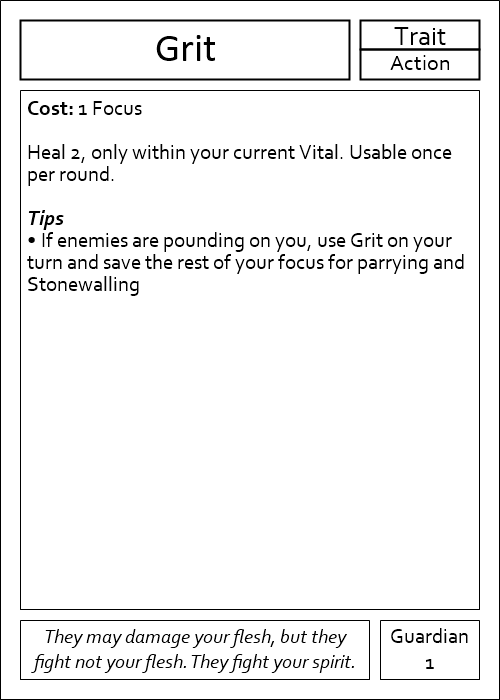 Grit
Trait
Action
Cost: 1 Focus
Heal 2, only within your current Vital. Usable once
per round.
Tips
• If enemies are pounding on you, use Grit on your
turn and save the rest of your focus for parrying and
Stonewalling
They may damage your flesh, but they
fight not your flesh. They fight your spirit.
Guardian
1